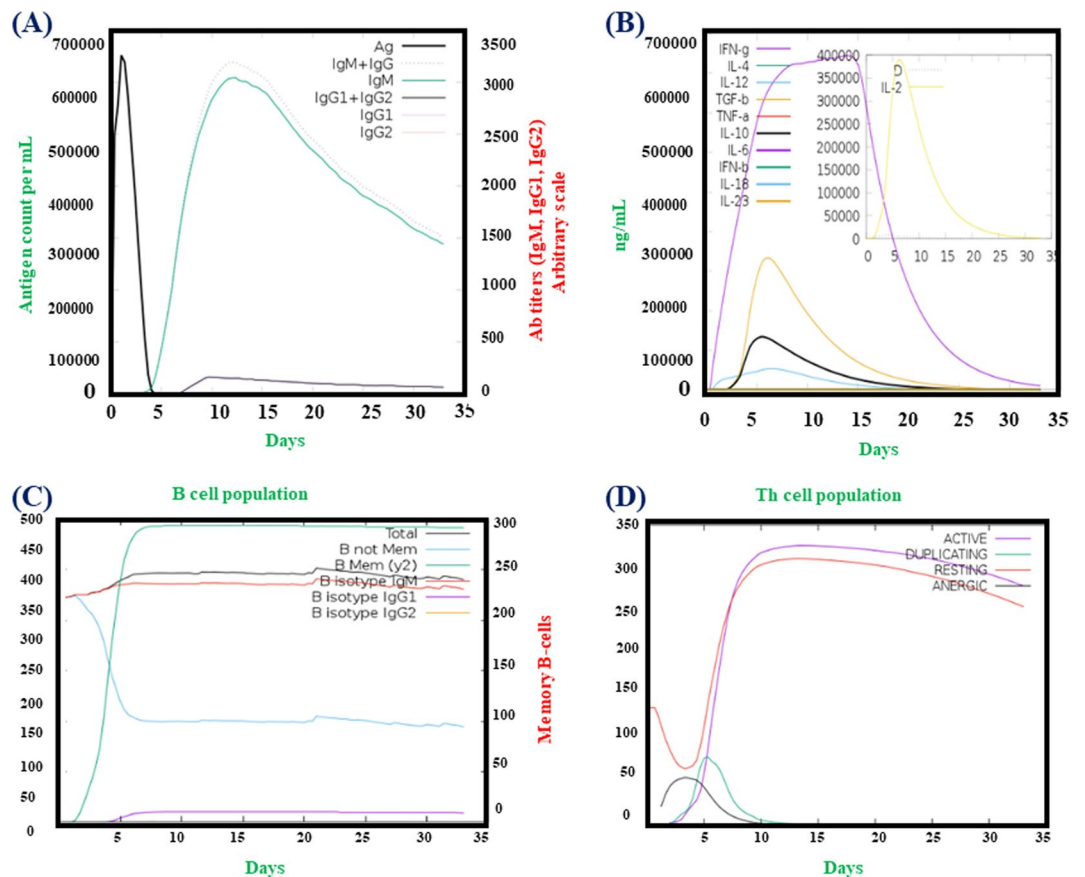 (A)
700000
600000
500000
400000
300000
200000
100000
0
Antigen count per mL
Ag
IgM+IgG
IgM
IgG1+IgG2
IgG1
IgG2
3500
3000
2500
2000
1500
1000
500
0
Ab titers (IgM, IgG1, IgG2)
Arbitrary scale
0 5 10 15 20 25 30 35
Days
(B)
700000
600000
500000
400000
300000
200000
100000
0
ng/mL
IFN-g
IL-4
IL-12
TGF-b
TNF-a
IL-10
IL-6
IFN-b
IL-18
IL-23
400000
350000
300000
250000
200000
150000
100000
50000
0
D
IL-2
0 5 10 15 20 25 30 35
0 5 10 15 20 25 30 35
Days
(C)
B cell population
500
450
400
350
300
250
200
150
100
50
0
Total
B not Mem
B Mem (y2)
B isotype IgM
B isotype IgG1
B isotype IgG2
300
250
200
150
100
50
0
Memory B-cells
5 10 15 20 25 30 35
Days
(D)
Th cell population
350
300
250
200
150
100
50
0
ACTIVE
DUPLICATING
RESTING
ANERGIC
0 5 10 15 20 25 30 35
Days